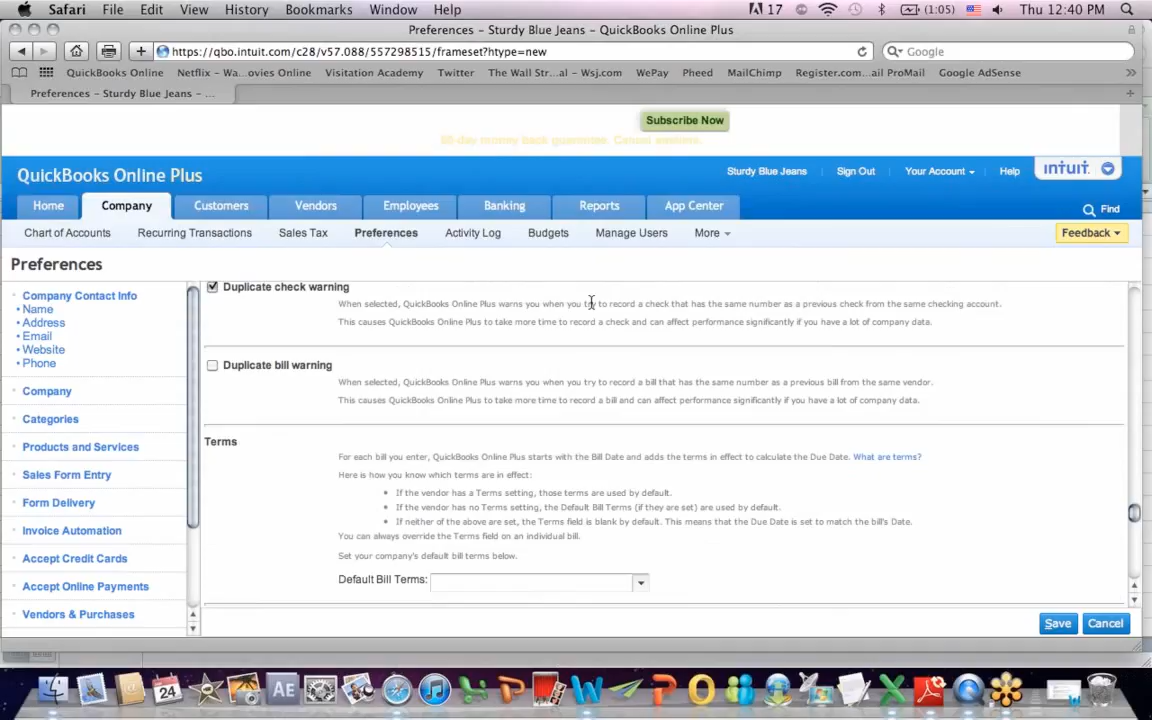 Safari File Edit View History Bookmarks Window Help 17 (1:05) Thu 12:40 PM
Preferences – Sturdy Blue Jeans – QuickBooks Online Plus
https://qbo.intuit.com/c28/v57.088/557298515/frameset?htype=new Google
QuickBooks Online Netflix – Wa...ovies Online Visitation Academy Twitter The Wall Str...al – Wsj.com WePay Pheed MailChimp Register.com...ail ProMail Google AdSense
Preferences – Sturdy Blue Jeans – ...
Subscribe Now
60-day money back guarantee. Cancel anytime.
QuickBooks Online Plus Sturdy Blue Jeans Sign Out Your Account Help intuit.
Home Company Customers Vendors Employees Banking Reports App Center Find
Chart of Accounts Recurring Transactions Sales Tax Preferences Activity Log Budgets Manage Users More Feedback
Preferences
Company Contact Info
• Name
• Address
• Email
• Website
• Phone
Company
Categories
Products and Services
Sales Form Entry
Form Delivery
Invoice Automation
Accept Credit Cards
Accept Online Payments
Vendors & Purchases
Duplicate check warning
When selected, QuickBooks Online Plus warns you when you try to record a check that has the same number as a previous check from the same checking account.
This causes QuickBooks Online Plus to take more time to record a check and can affect performance significantly if you have a lot of company data.
Duplicate bill warning
When selected, QuickBooks Online Plus warns you when you try to record a bill that has the same number as a previous bill from the same vendor.
This causes QuickBooks Online Plus to take more time to record a bill and can affect performance significantly if you have a lot of company data.
Terms
For each bill you enter, QuickBooks Online Plus starts with the Bill Date and adds the terms in effect to calculate the Due Date. What are terms?
Here is how you know which terms are in effect:
• If the vendor has a Terms setting, those terms are used by default.
• If the vendor has no Terms setting, the Default Bill Terms (if they are set) are used by default.
• If neither of the above are set, the Terms field is blank by default. This means that the Due Date is set to match the bill's Date.
You can always override the Terms field on an individual bill.
Set your company's default bill terms below.
Default Bill Terms:
Save Cancel
24 AE